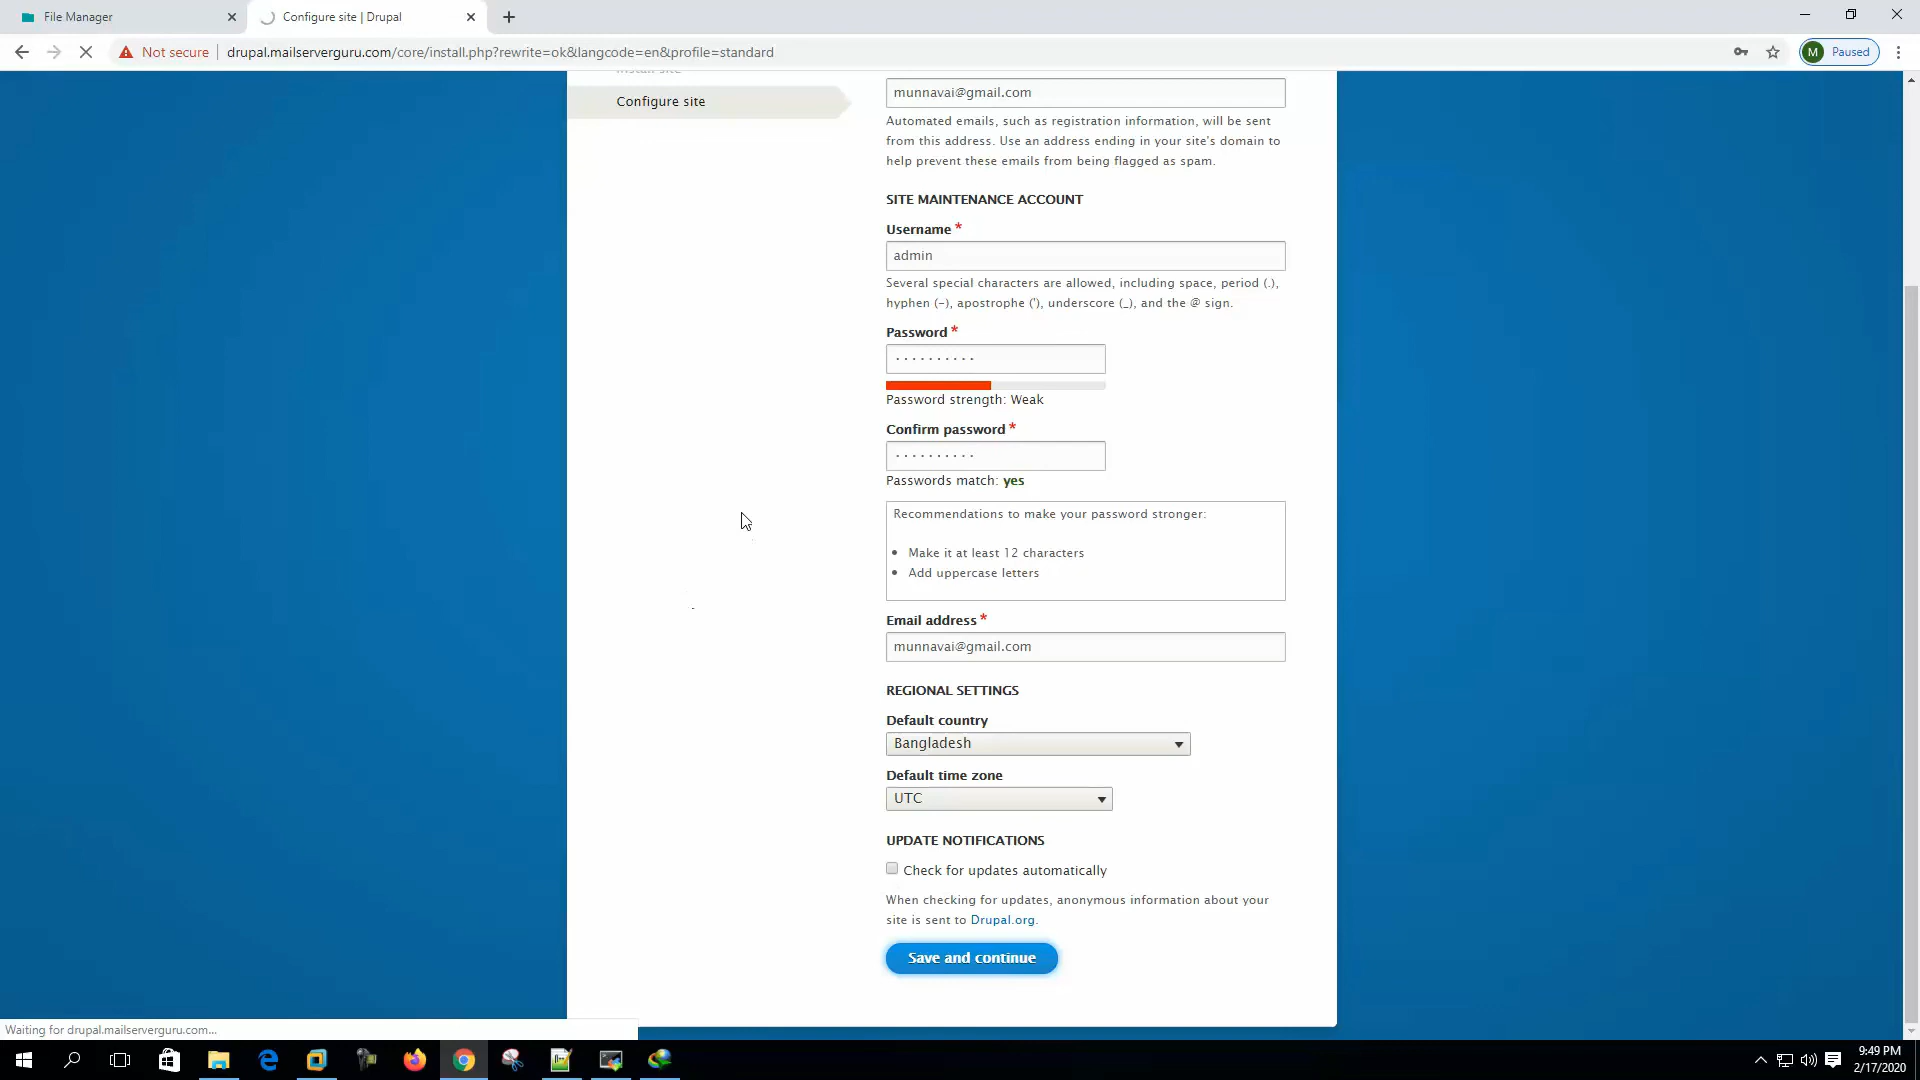 File Manager
Configure site | Drupal
Not secure
drupal.mailserverguru.com/core/install.php?rewrite=ok&langcode=en&profile=standard
M
Paused
Install site
Configure site
munnavai@gmail.com
Automated emails, such as registration information, will be sent
from this address. Use an address ending in your site's domain to
help prevent these emails from being flagged as spam.
SITE MAINTENANCE ACCOUNT
Username *
admin
Several special characters are allowed, including space, period (.),
hyphen (-), apostrophe ('), underscore (_), and the @ sign.
Password *
··········
Password strength: Weak
Confirm password *
··········
Passwords match: yes
Recommendations to make your password stronger:
Make it at least 12 characters
Add uppercase letters
Email address *
munnavai@gmail.com
REGIONAL SETTINGS
Default country
Bangladesh
Default time zone
UTC
UPDATE NOTIFICATIONS
Check for updates automatically
When checking for updates, anonymous information about your
site is sent to Drupal.org.
Save and continue
Waiting for drupal.mailserverguru.com...
9:49 PM
2/17/2020